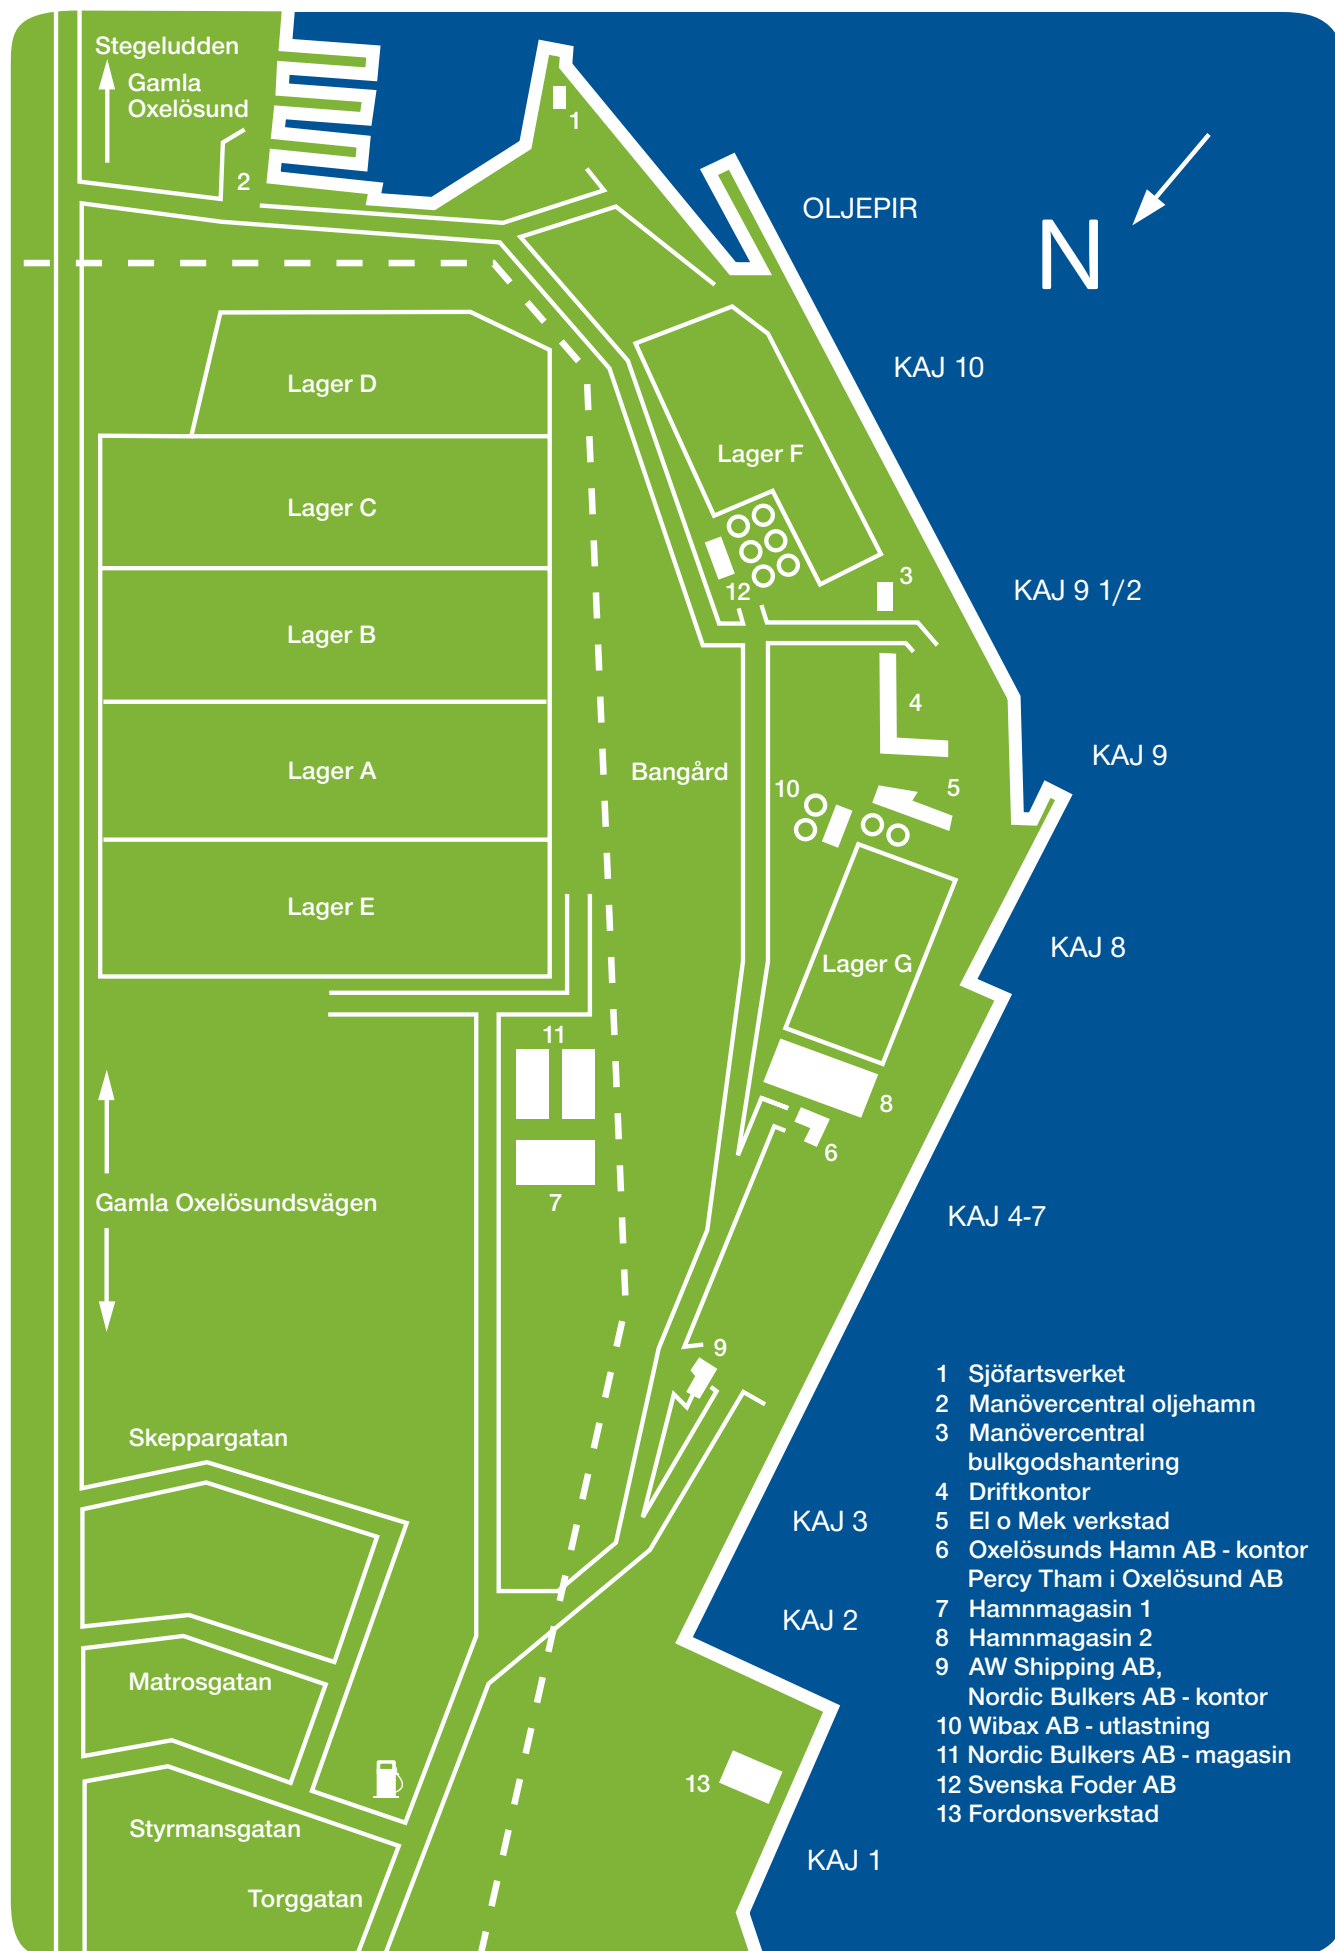 Stegeludden
Gamla
Oxelösund
1
2
OLJEPIR
N
KAJ 10
Lager D
Lager F
Lager C
3
12
KAJ 9 1/2
Lager B
4
KAJ 9
Lager A
Bangård
10
5
Lager E
KAJ 8
Lager G
11
8
6
7
Gamla Oxelösundsvägen
KAJ 4-7
9
Skeppargatan
KAJ 3
KAJ 2
Matrosgatan
13
Styrmansgatan
KAJ 1
Torggatan
1 Sjöfartsverket
2 Manövercentral oljehamn
3 Manövercentral
bulkgodshantering
4 Driftkontor
5 El o Mek verkstad
6 Oxelösunds Hamn AB - kontor
Percy Tham i Oxelösund AB
7 Hamnmagasin 1
8 Hamnmagasin 2
9 AW Shipping AB,
Nordic Bulkers AB - kontor
10 Wibax AB - utlastning
11 Nordic Bulkers AB - magasin
12 Svenska Foder AB
13 Fordonsverkstad